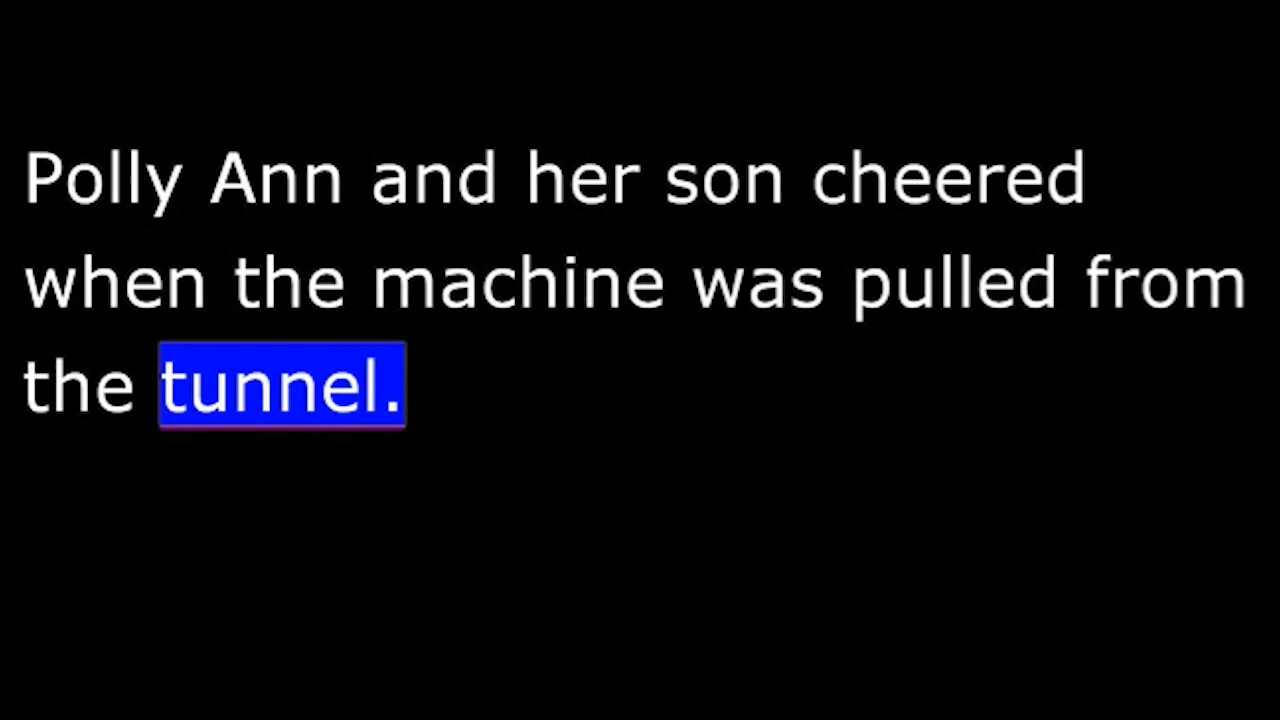 Polly Ann and her son cheered
when the machine was pulled from
the tunnel.